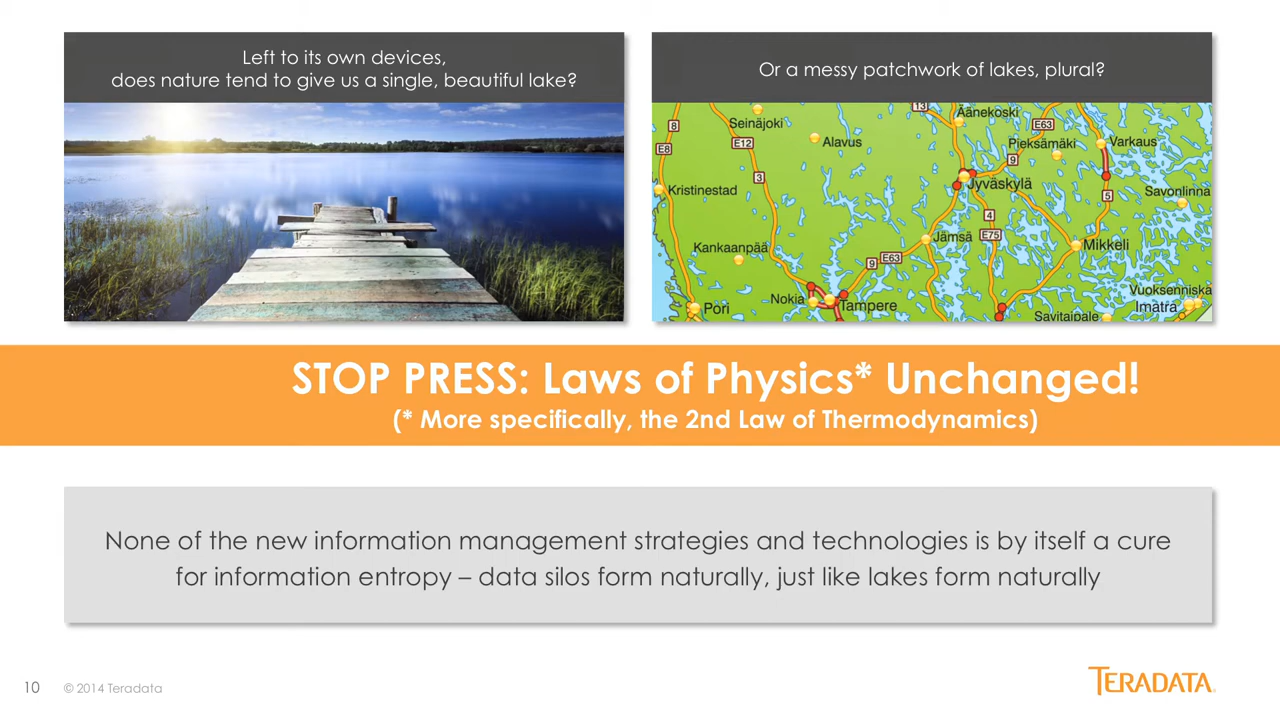 Left to its own devices,
does nature tend to give us a single, beautiful lake?
Or a messy patchwork of lakes, plural?
13
Äänekoski
8
Seinäjoki
E63
E8
E12
Alavus
Pieksämäki
Varkaus
9
3
Jyväskylä
Kristinestad
5
Savonlinna
4
Kankaanpää
Jämsä
E75
Mikkeli
9
E63
Vuoksenniska
Nokia
Tampere
Pori
Imatra
Savitaipale
STOP PRESS: Laws of Physics* Unchanged!
(* More specifically, the 2nd Law of Thermodynamics)
None of the new information management strategies and technologies is by itself a cure
for information entropy – data silos form naturally, just like lakes form naturally
10 © 2014 Teradata
TERADATA